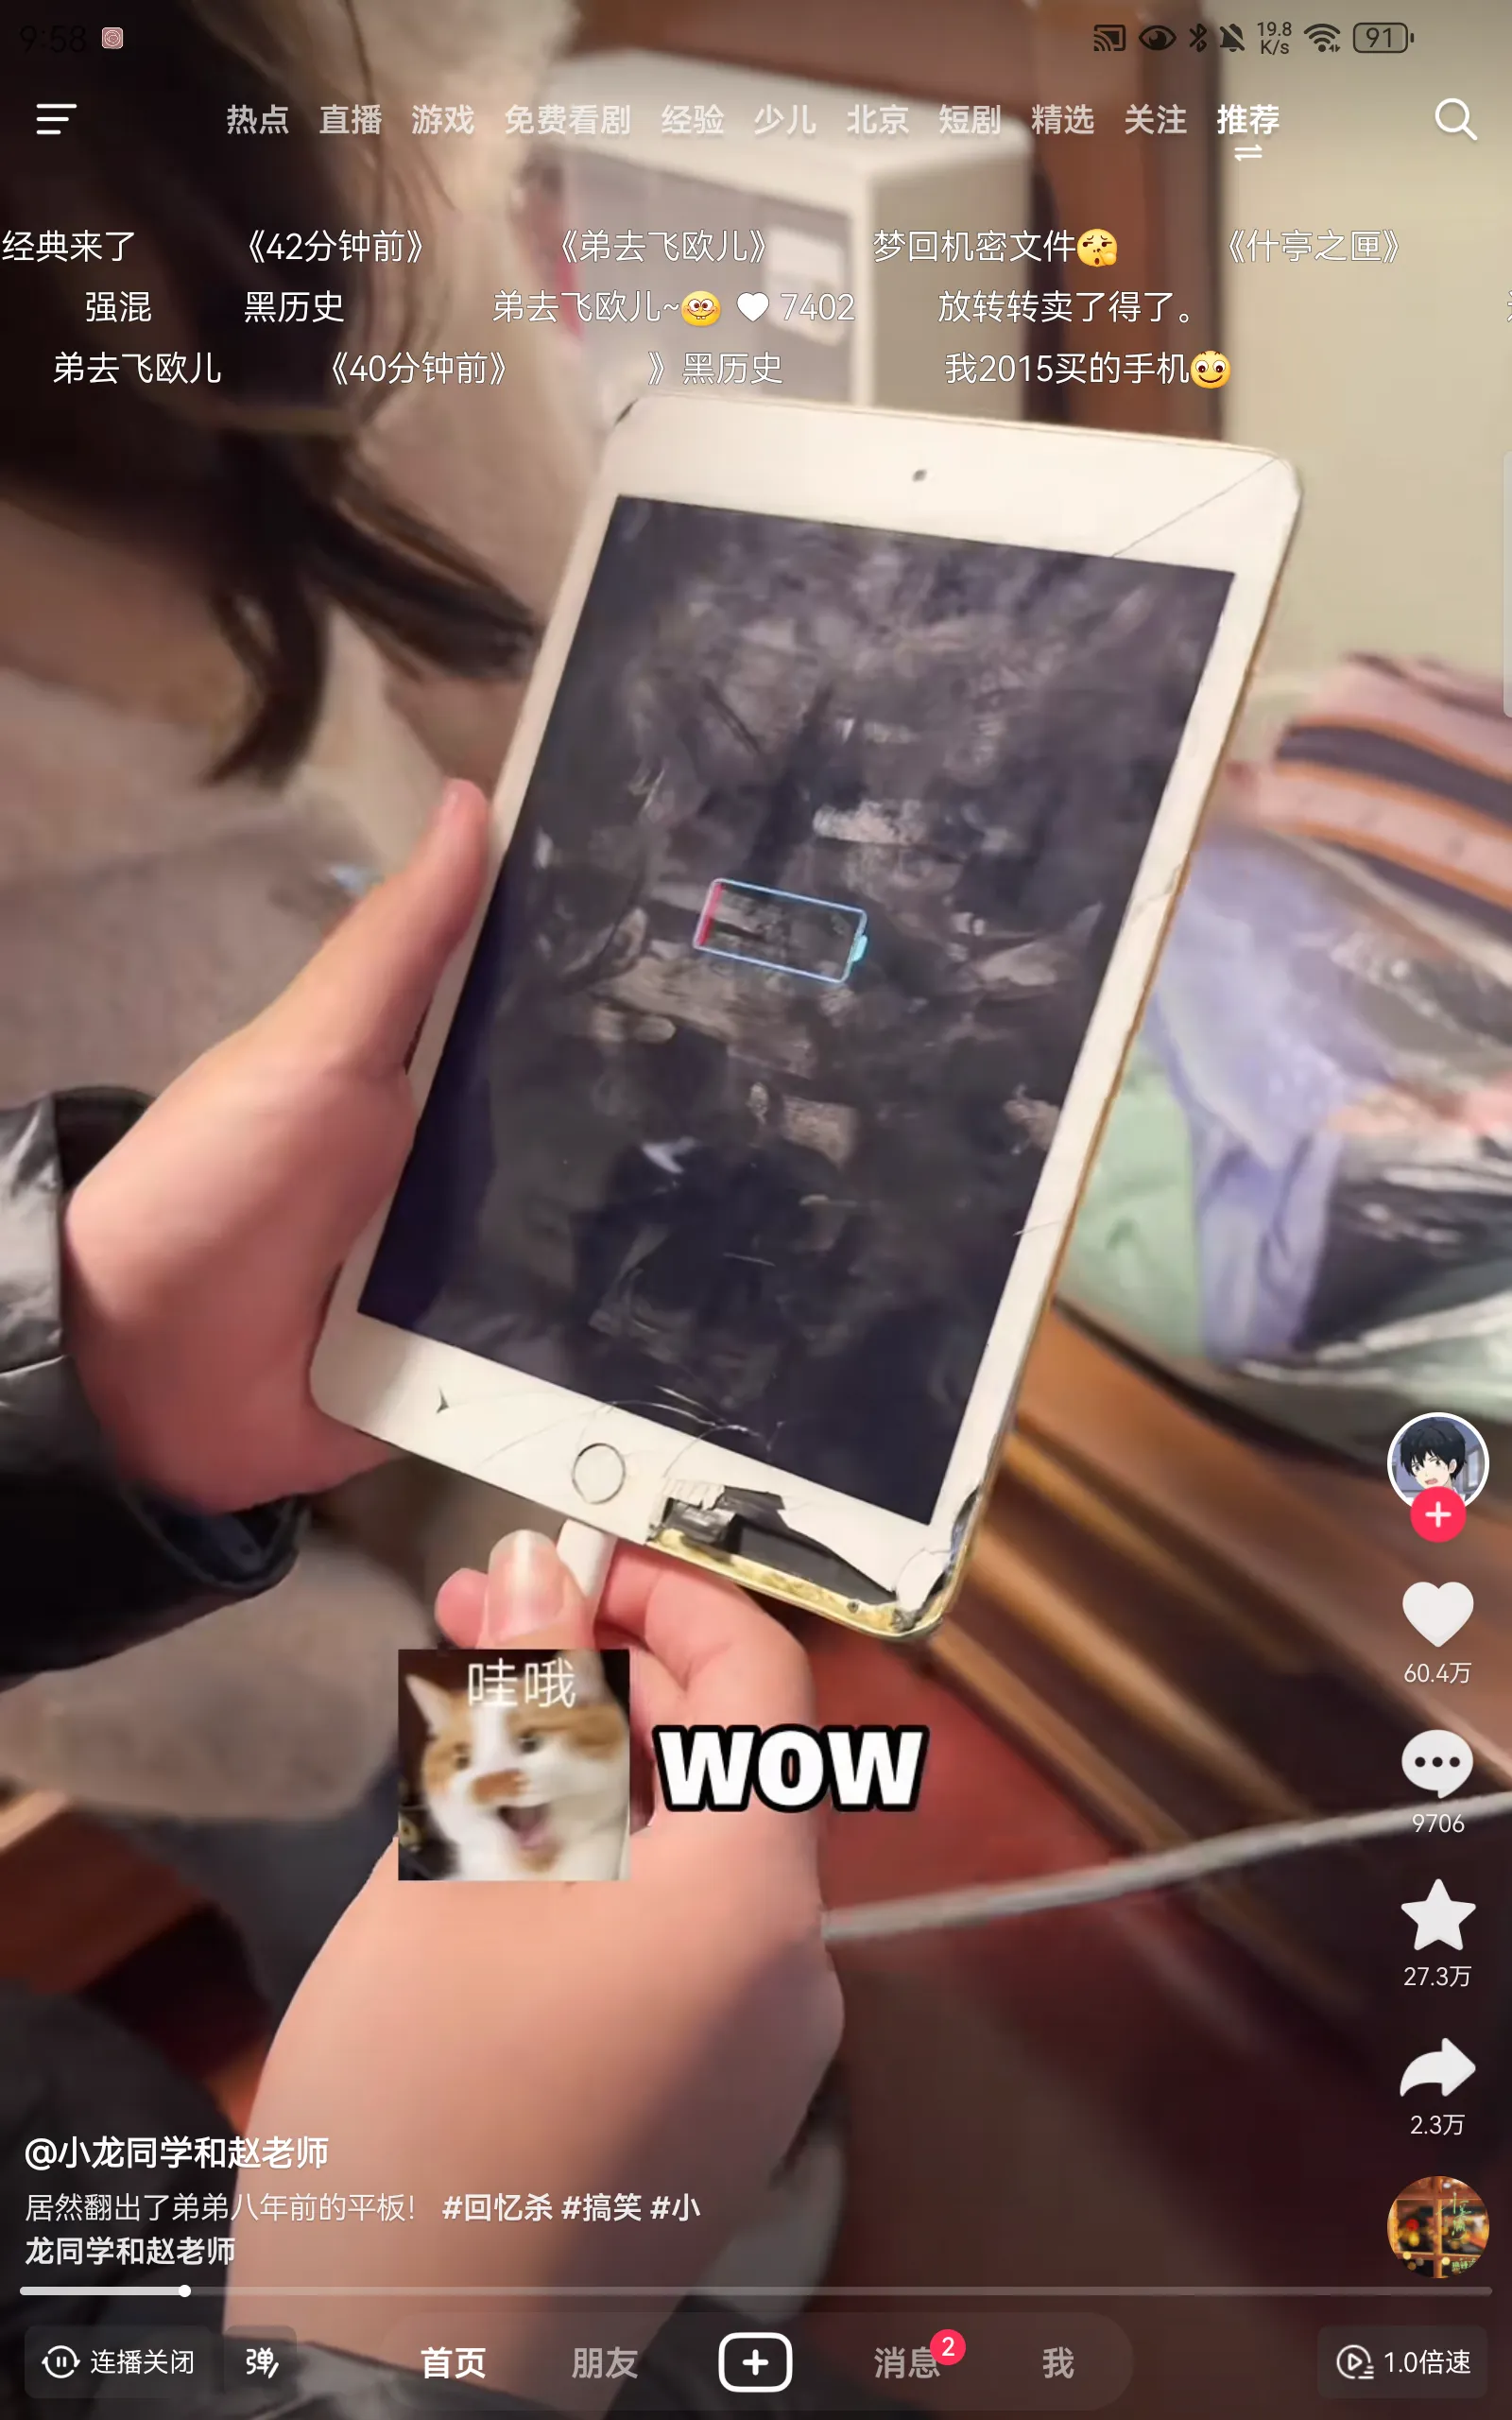 9:58
19.8 K/s
91
热点 直播 游戏 免费看剧 经验 少儿 北京 短剧 精选 关注 推荐
经典来了 《42分钟前》 《弟去飞欧儿》 梦回机密文件 《什亭之匣》
强混 黑历史 弟去飞欧儿~ 7402 放转转卖了得了。
弟去飞欧儿 《40分钟前》 》黑历史 我2015买的手机
哇哦
WOW
60.4万
9706
27.3万
2.3万
@小龙同学和赵老师
居然翻出了弟弟八年前的平板! #回忆杀 #搞笑 #小
龙同学和赵老师
连播关闭 弹 首页 朋友 消息 2 我 1.0倍速